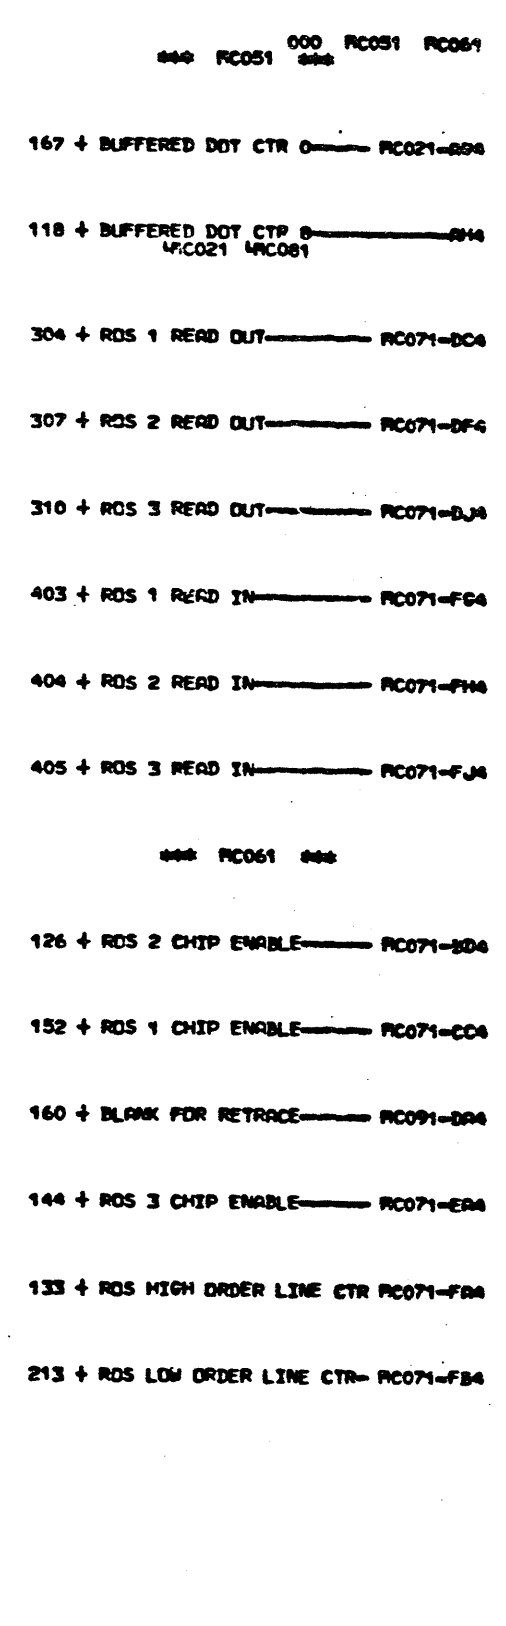 000 RC051 RC061
*** RC051 ***
167 + BUFFERED DOT CTR 0 RC021-
118 + BUFFERED DOT CTR 8
RC021 RC081
304 + ROS 1 READ OUT RC071-DC4
307 + ROS 2 READ OUT RC071-DF4
310 + ROS 3 READ OUT RC071-DJ4
403 + ROS 1 READ IN RC071-FG4
404 + ROS 2 READ IN RC071-FH4
405 + ROS 3 READ IN RC071-FJ4
*** RC061 ***
126 + ROS 2 CHIP ENABLE RC071-
152 + ROS 1 CHIP ENABLE RC071-CC4
160 + BLANK FOR RETRACE RC091-DA4
144 + ROS 3 CHIP ENABLE RC071-EA4
133 + ROS HIGH ORDER LINE CTR RC071-FA4
213 + ROS LOW ORDER LINE CTR- RC071-FB4